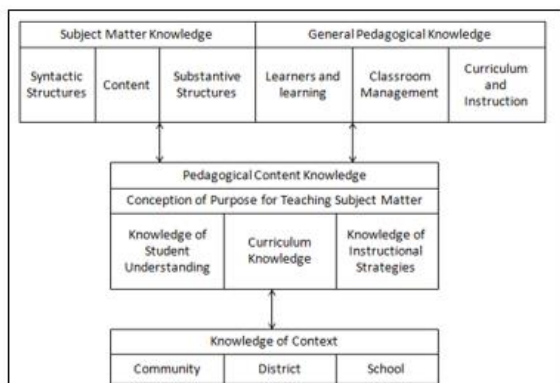 Subject Matter Knowledge
General Pedagogical Knowledge
Syntactic
Structures
Content
Substantive
Structures
Learners and
learning
Classroom
Management
Curriculum
and
Instruction
Pedagogical Content Knowledge
Conception of Purpose for Teaching Subject Matter
Knowledge of
Student
Understanding
Curriculum
Knowledge
Knowledge of
Instructional
Strategies
Knowledge of Context
Community
District
School